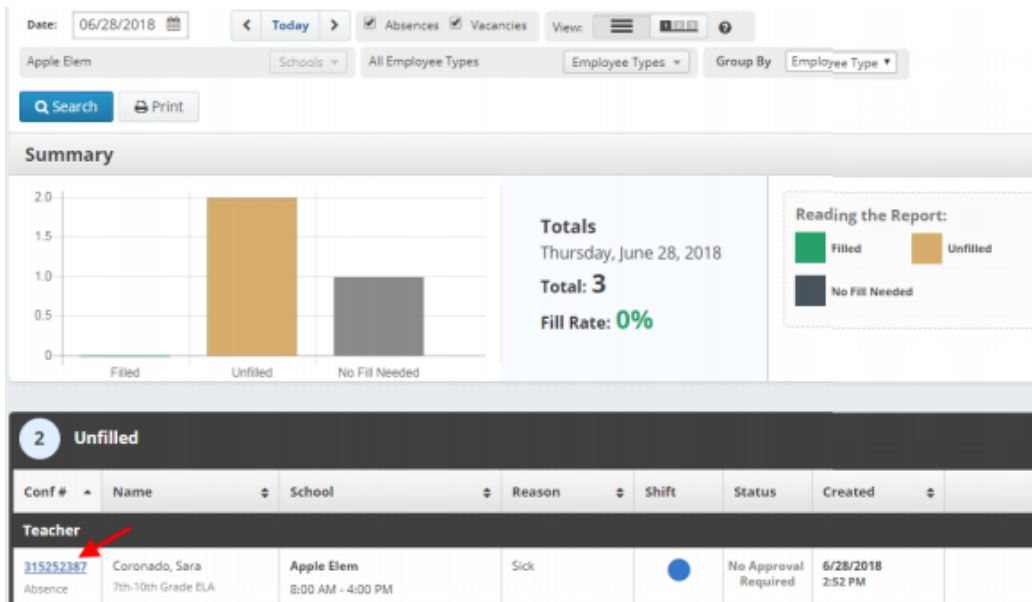 Date: 06/28/2018 Today Absences Vacancies View:
Apple Elem Schools All Employee Types Employee Types Group By Employee Type
Search Print
Summary
2.0
1.5
1.0
0.5
0
Filled Unfilled No Fill Needed
Totals
Thursday, June 28, 2018
Total: 3
Fill Rate: 0%
Reading the Report:
Filled Unfilled
No Fill Needed
2 Unfilled
Conf # Name School Reason Shift Status Created
Teacher
315252387 Coronado, Sara Apple Elem Sick No Approval 6/28/2018
Absence 7th-10th Grade ELA 8:00 AM - 4:00 PM Required 2:52 PM